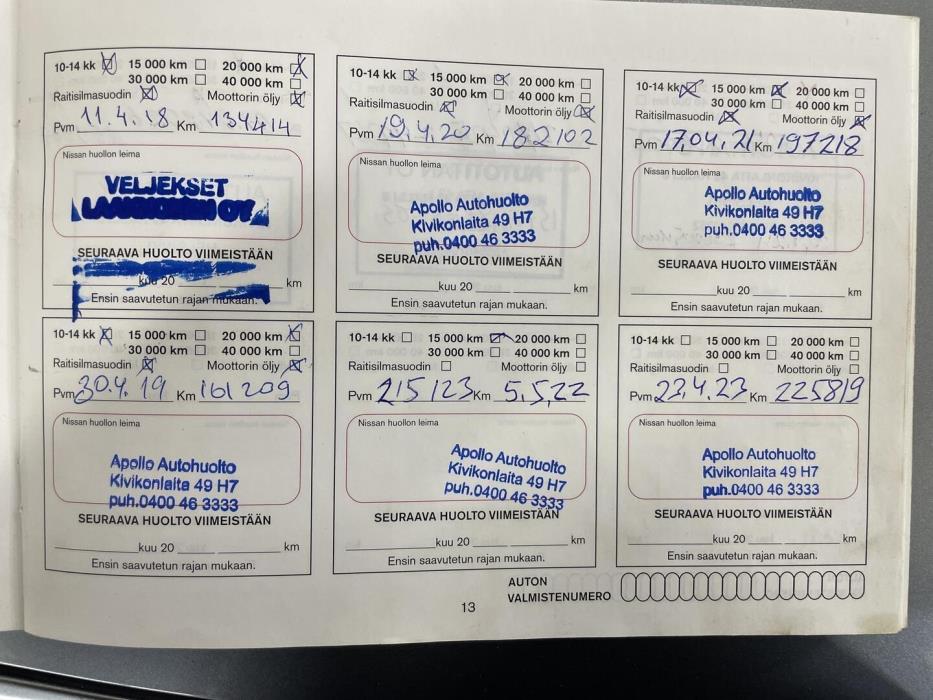 10-14 kk 15 000 km 20 000 km
30 000 km 40 000 km
Raitisilmasuodin Moottorin öljy
Pvm 11.4.18 Km 134414
Nissan huollon leima
VELJEKSET
OY
SEURAAVA HUOLTO VIIMEISTÄÄN
kuu 20 km
Ensin saavutetun rajan mukaan.
10-14 kk 15 000 km 20 000 km
30 000 km 40 000 km
Raitisilmasuodin Moottorin öljy
Pvm 30.4.19 Km 161209
Nissan huollon leima
Apollo Autohuolto
Kivikonlaita 49 H7
puh.0400 46 3333
SEURAAVA HUOLTO VIIMEISTÄÄN
kuu 20 km
Ensin saavutetun rajan mukaan.
10-14 kk 15 000 km 20 000 km
30 000 km 40 000 km
Raitisilmasuodin Moottorin öljy
Pvm 19.4.20 Km 182102
Nissan huollon leima
Apollo Autohuolto
Kivikonlaita 49 H7
puh.0400 46 3333
SEURAAVA HUOLTO VIIMEISTÄÄN
kuu 20 km
Ensin saavutetun rajan mukaan.
10-14 kk 15 000 km 20 000 km
30 000 km 40 000 km
Raitisilmasuodin Moottorin öljy
Pvm 215123 Km 5.5.22
Nissan huollon leima
Apollo Autohuolto
Kivikonlaita 49 H7
puh.0400 46 3333
SEURAAVA HUOLTO VIIMEISTÄÄN
kuu 20 km
Ensin saavutetun rajan mukaan.
10-14 kk 15 000 km 20 000 km
30 000 km 40 000 km
Raitisilmasuodin Moottorin öljy
Pvm 17.04.21 Km 197218
Nissan huollon leima
Apollo Autohuolto
Kivikonlaita 49 H7
puh.0400 46 3333
SEURAAVA HUOLTO VIIMEISTÄÄN
kuu 20 km
Ensin saavutetun rajan mukaan.
10-14 kk 15 000 km 20 000 km
30 000 km 40 000 km
Raitisilmasuodin Moottorin öljy
Pvm 23.4.23 Km 225819
Nissan huollon leima
Apollo Autohuolto
Kivikonlaita 49 H7
puh.0400 46 3333
SEURAAVA HUOLTO VIIMEISTÄÄN
kuu 20 km
Ensin saavutetun rajan mukaan.
AUTON
VALMISTENUMERO
13